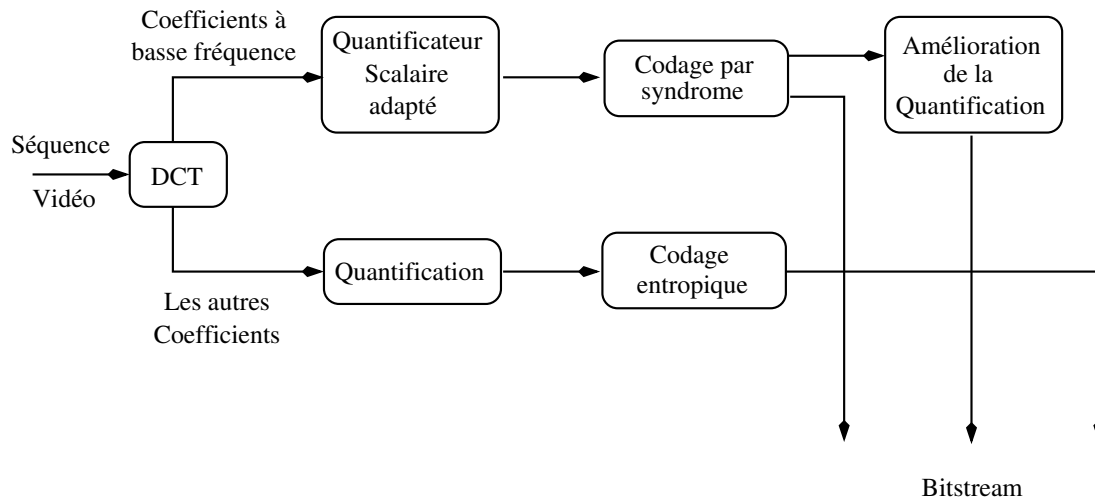 Coefficients à
basse fréquence
Quantificateur
Scalaire
adapté
Codage par
syndrome
Amélioration
de la
Quantification
Séquence
Vidéo
DCT
Quantification
Codage
entropique
Les autres
Coefficients
Bitstream